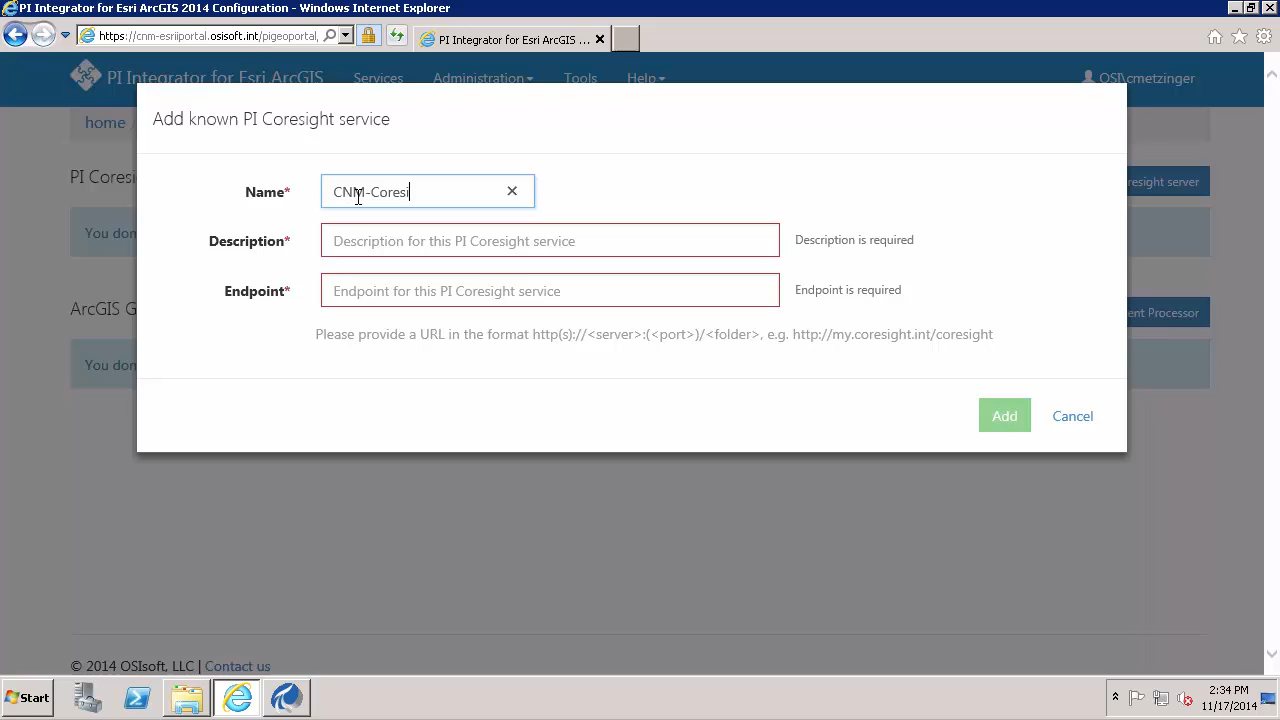 PI Integrator for Esri ArcGIS 2014 Configuration - Windows Internet Explorer
https://cnm-esriiportal.osisoft.int/pigeoportal,
PI Integrator for Esri ArcGIS ...
PI Integrator for Esri ArcGIS Services Administration Tools Help OSI\cmetzinger
home /
Add known PI Coresight service
PI Coresi
esight server
Name* CNM-Coresi
You don
Description* Description for this PI Coresight service Description is required
Endpoint* Endpoint for this PI Coresight service Endpoint is required
ArcGIS G
ent Processor
Please provide a URL in the format http(s)://<server>:(<port>)/<folder>, e.g. http://my.coresight.int/coresight
You don
Add Cancel
© 2014 OSIsoft, LLC | Contact us
Start
2:34 PM
11/17/2014